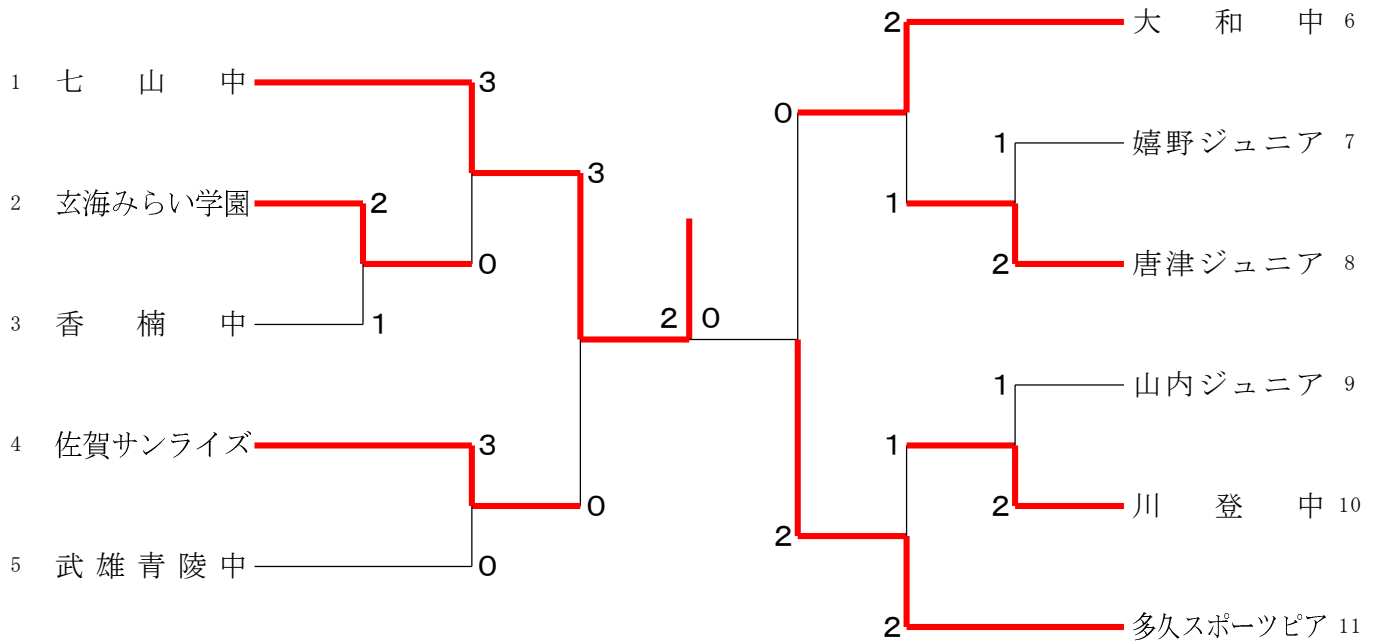 1 七山中
2 玄海みらい学園
3 香楠中
4 佐賀サンライズ
5 武雄青陵中
3
2
0
1
3
0
3
0
2 0
0
2
2
1
1
2
1
2
1
2
大和中 6
嬉野ジュニア 7
唐津ジュニア 8
山内ジュニア 9
川登中 10
多久スポーツピア 11